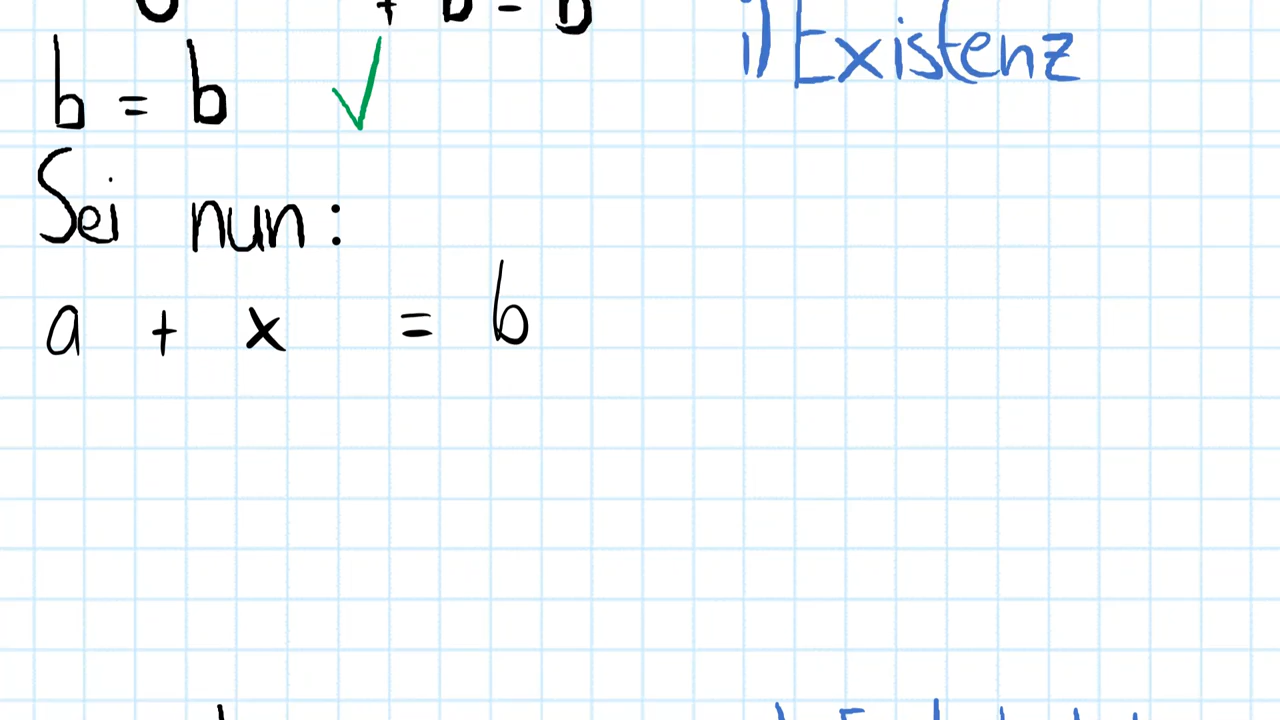 + b = b
i) Existenz
b = b √
Sei nun:
a + x = b